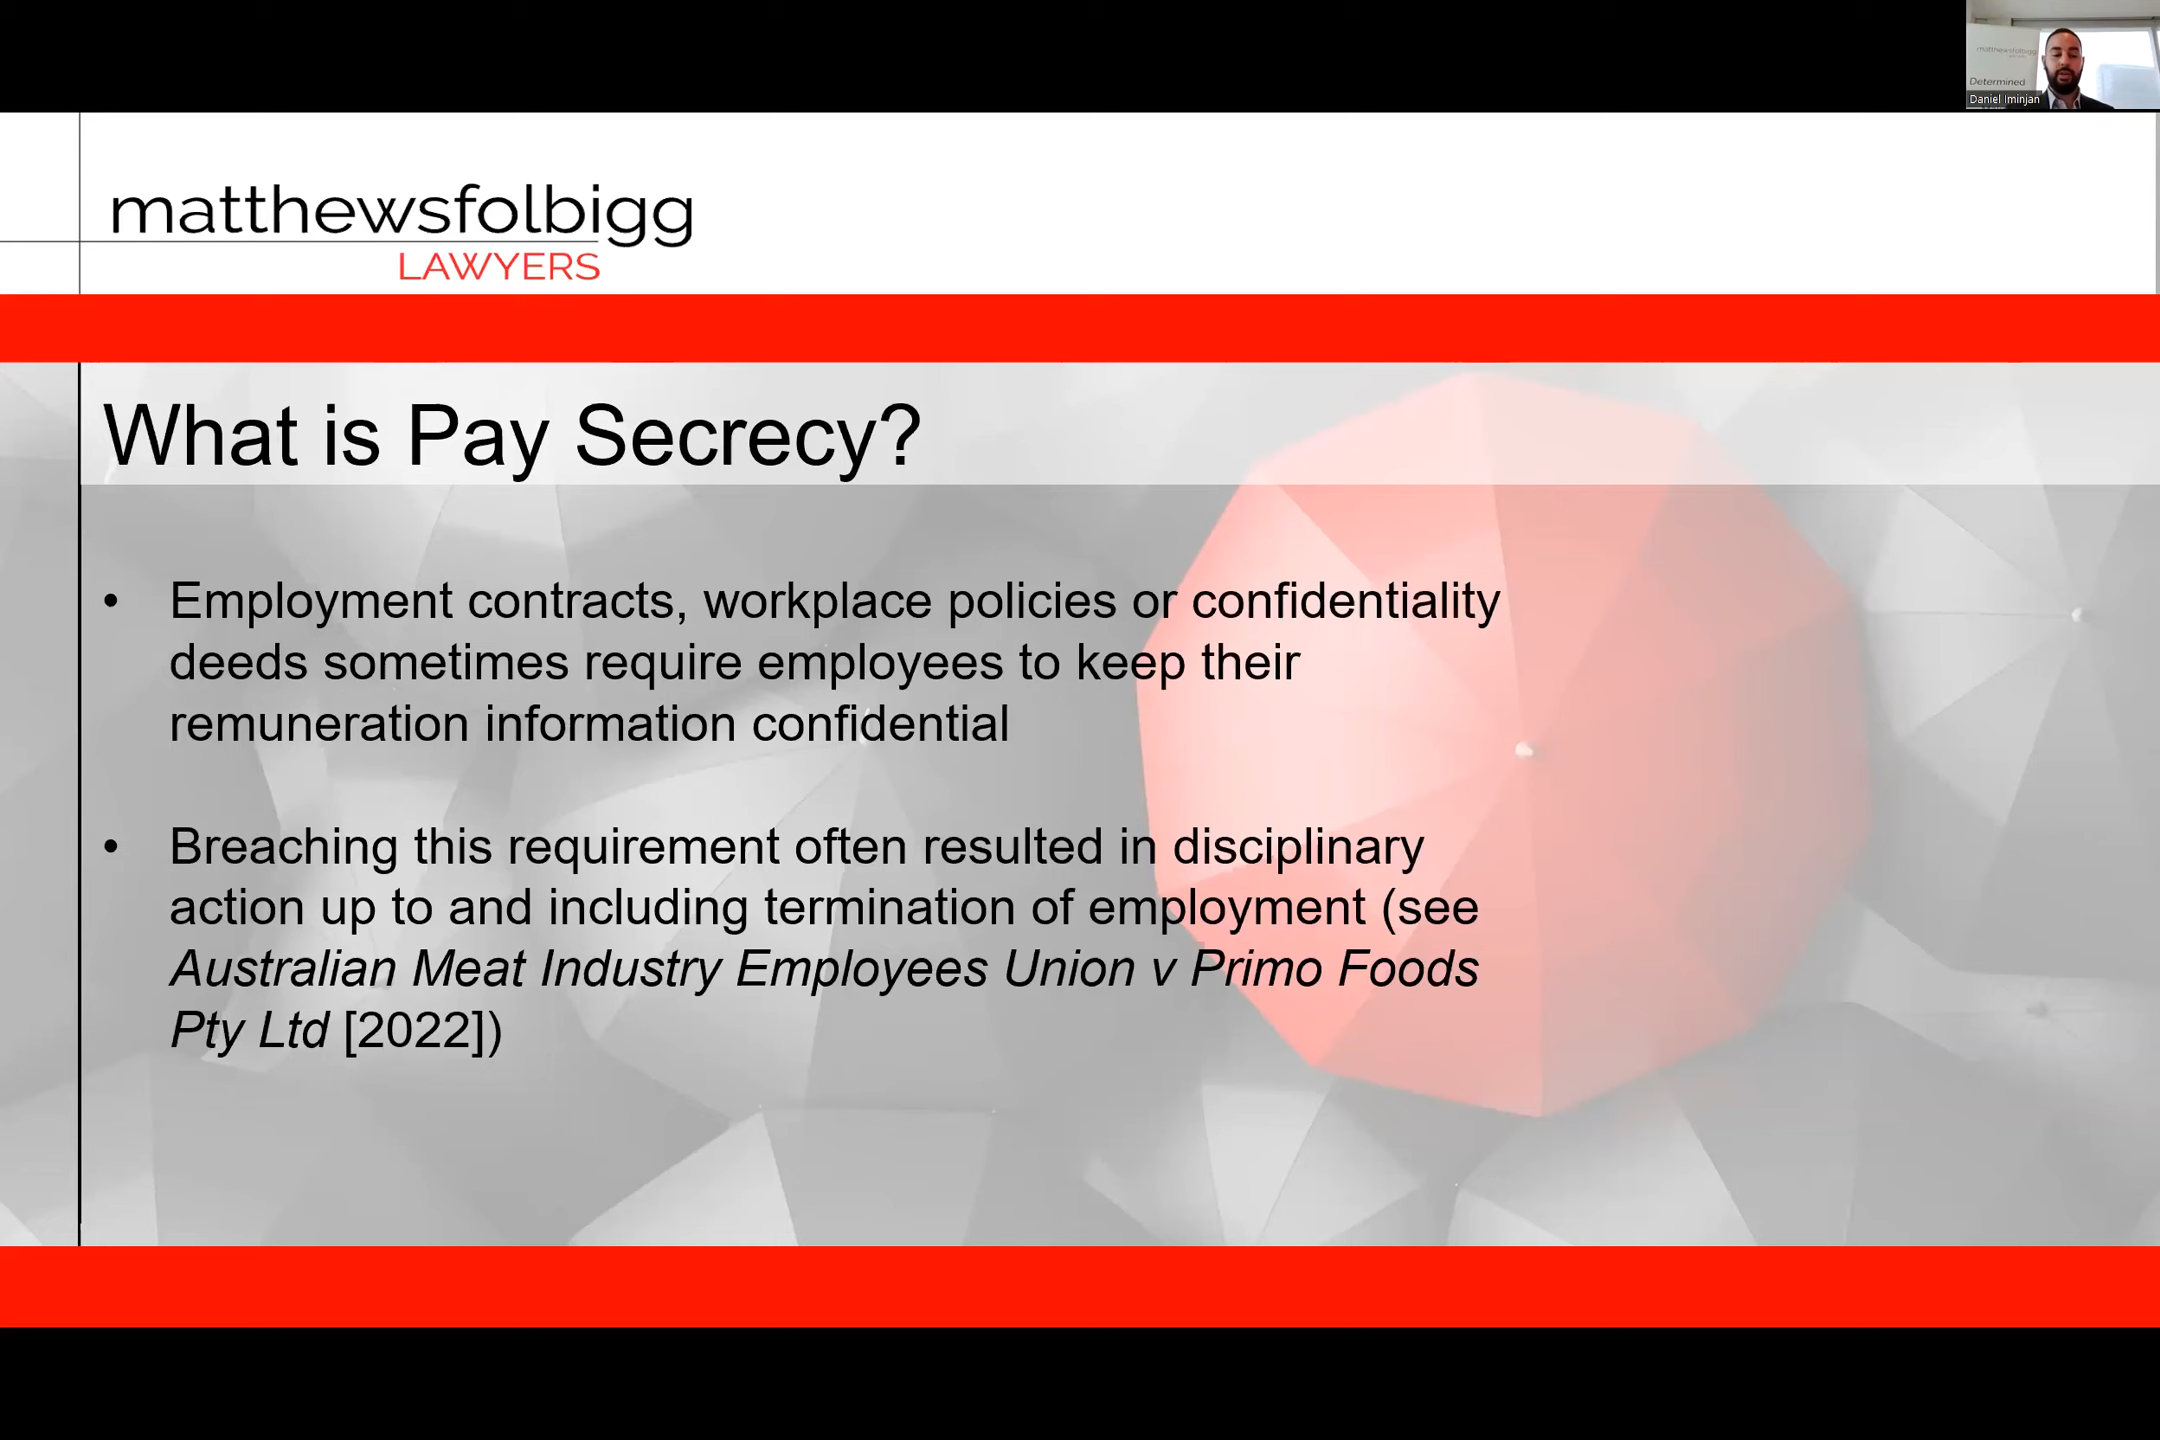 matthewsfolbigg
Determined
Daniel Iminjan
matthewsfolbigg
LAWYERS
What is Pay Secrecy?
• Employment contracts, workplace policies or confidentiality
deeds sometimes require employees to keep their
remuneration information confidential
• Breaching this requirement often resulted in disciplinary
action up to and including termination of employment (see
Australian Meat Industry Employees Union v Primo Foods
Pty Ltd [2022])